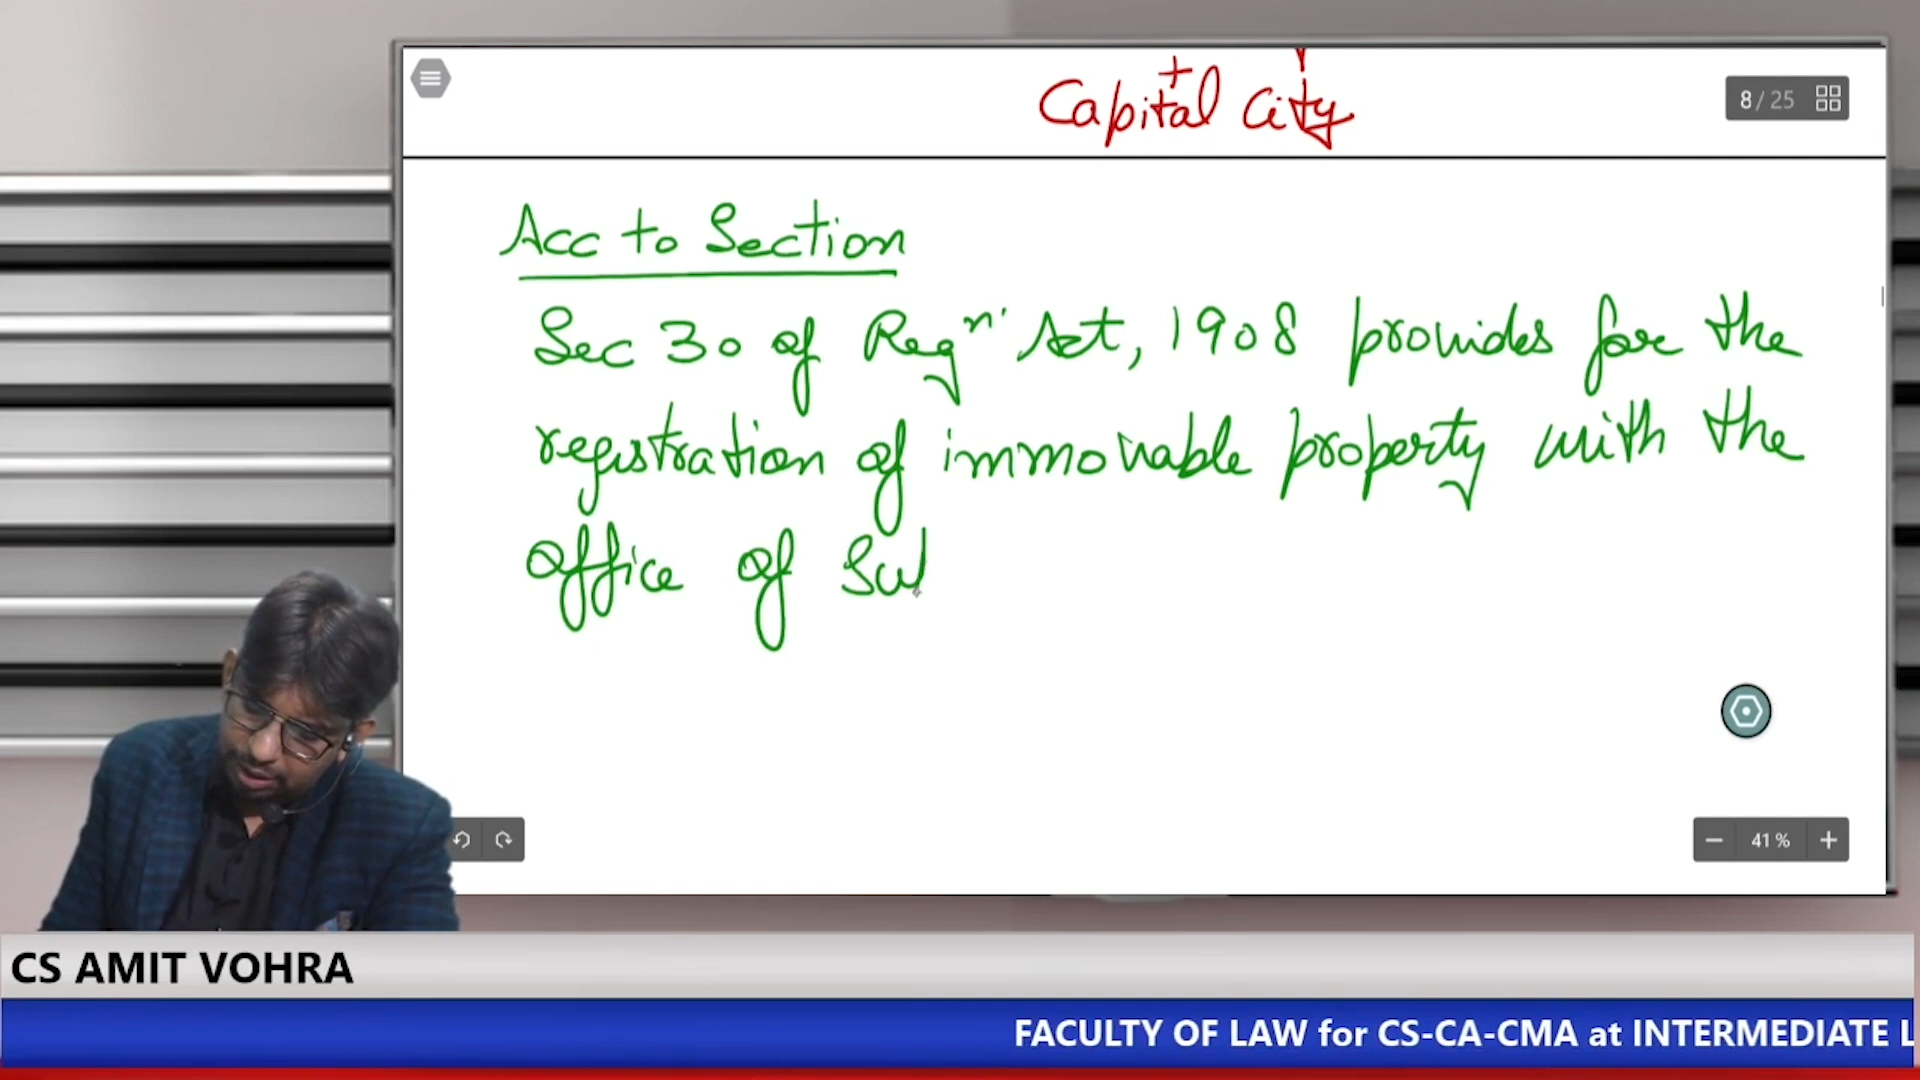 Capital City
8 / 25
Acc to Section
Sec 30 of Regn. Act, 1908 provides for the
registration of immovable property with the
office of Sub
41 %
CS AMIT VOHRA
FACULTY OF LAW for CS-CA-CMA at INTERMEDIATE L